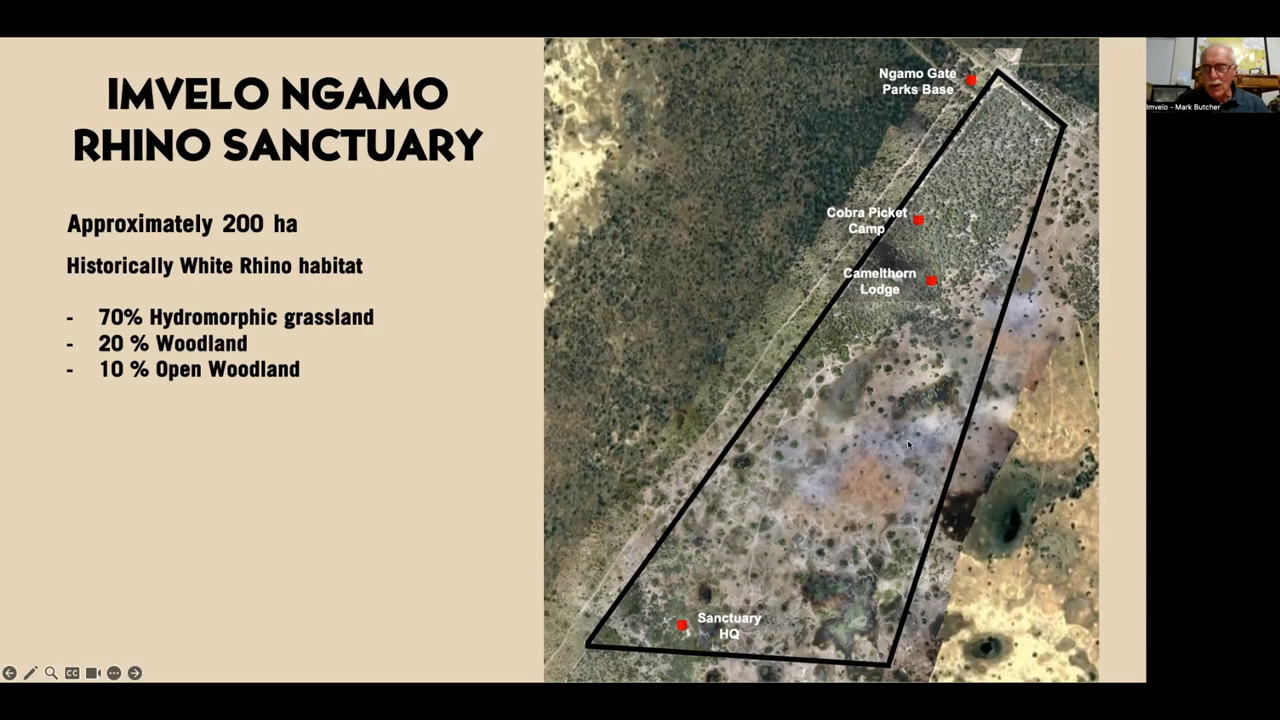 IMVELO NGAMO
RHINO SANCTUARY
Approximately 200 ha
Historically White Rhino habitat
- 70% Hydromorphic grassland
- 20 % Woodland
- 10 % Open Woodland
Ngamo Gate
Parks Base
Cobra Picket
Camp
Camelthorn
Lodge
Sanctuary
HQ
Imvelo - Mark Butcher
CC